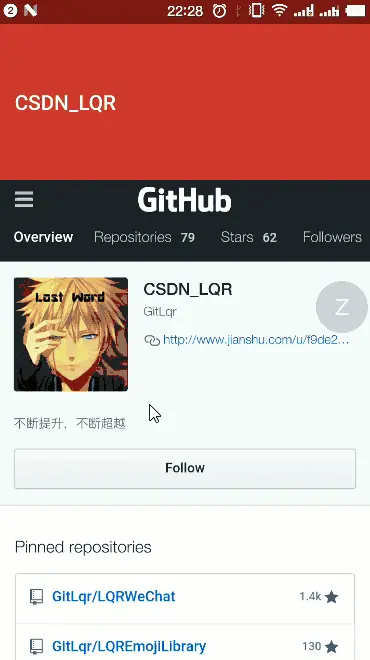 2 N 22:28
CSDN_LQR
GitHub
Overview Repositories 79 Stars 62 Followers
Lost Word
CSDN_LQR
GitLqr
Z
http://www.jianshu.com/u/f9de2...
不断提升，不断超越
Follow
Pinned repositories
GitLqr/LQRWeChat 1.4k
GitLqr/LQREmojiLibrary 130